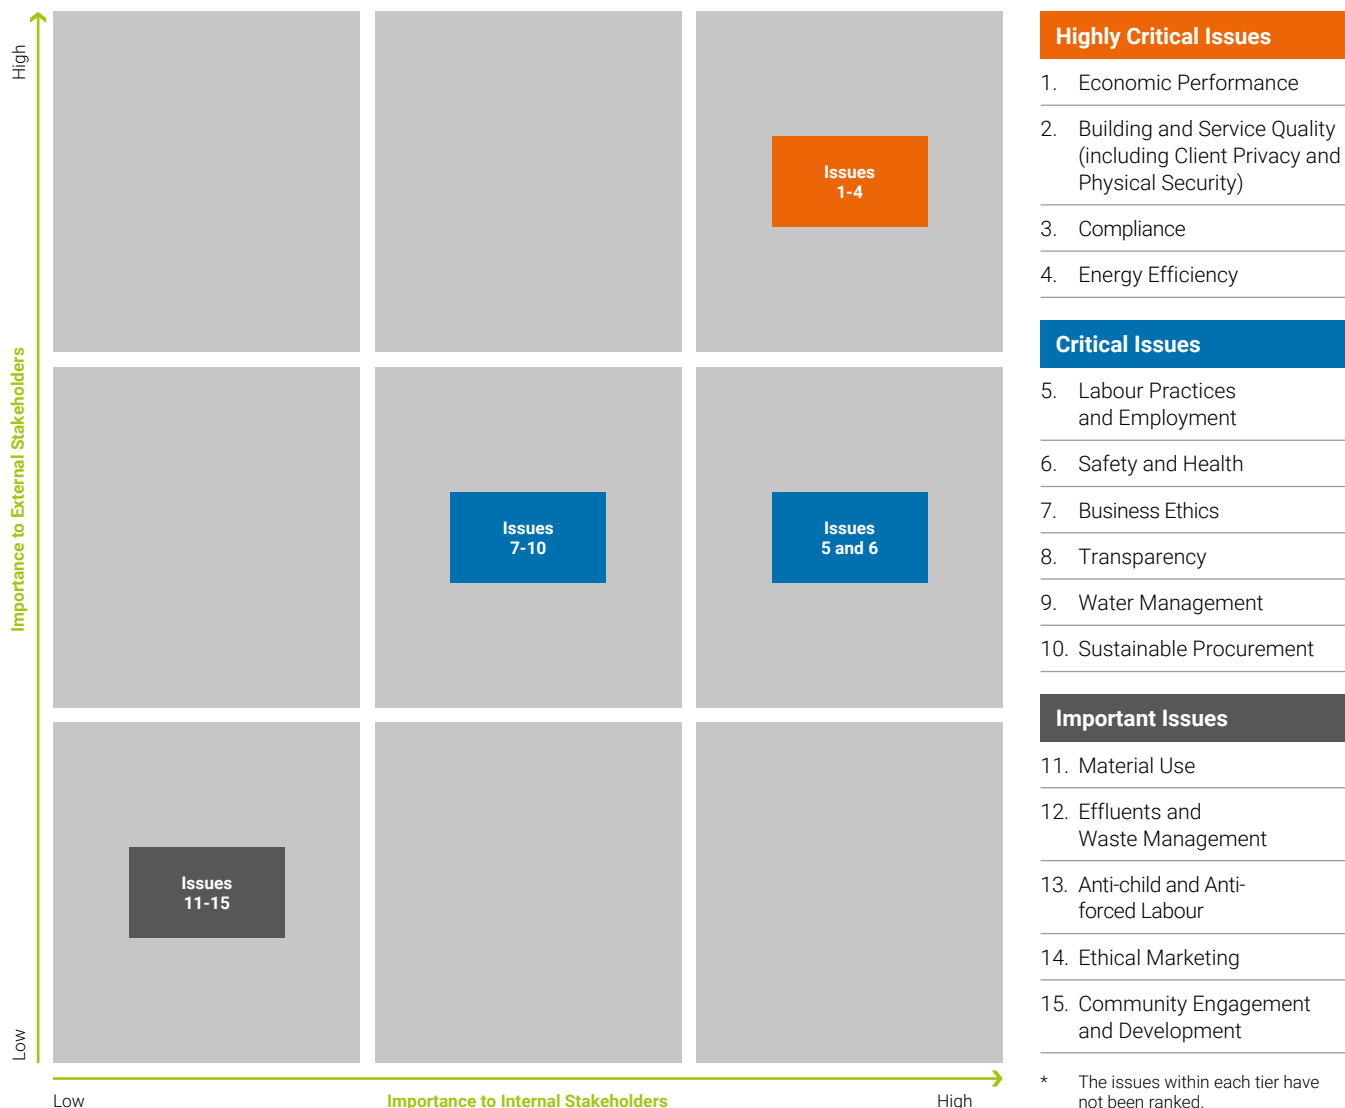 High
Importance to External Stakeholders
Low
Issues
1-4
Issues
7-10
Issues
5 and 6
Issues
11-15
Low
Importance to Internal Stakeholders
High
Highly Critical Issues
1. Economic Performance
2. Building and Service Quality
(including Client Privacy and
Physical Security)
3. Compliance
4. Energy Efficiency
Critical Issues
5. Labour Practices
and Employment
6. Safety and Health
7. Business Ethics
8. Transparency
9. Water Management
10. Sustainable Procurement
Important Issues
11. Material Use
12. Effluents and
Waste Management
13. Anti-child and Anti-
forced Labour
14. Ethical Marketing
15. Community Engagement
and Development
* The issues within each tier have
not been ranked.